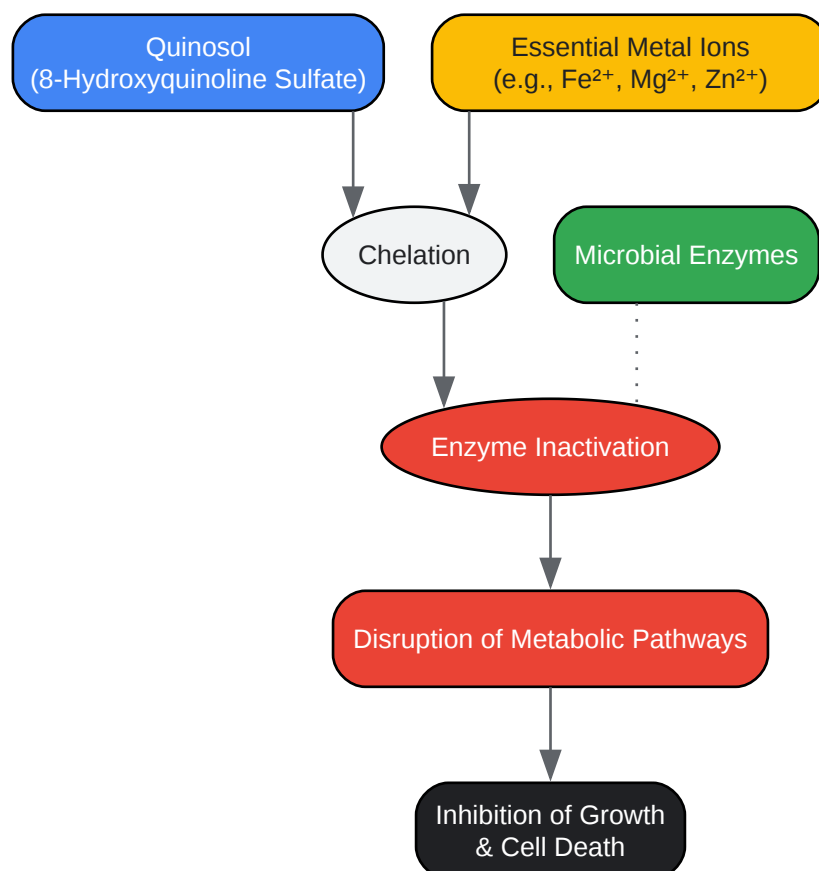 Quinosol
(8-Hydroxyquinoline Sulfate)
Essential Metal Ions
(e.g., Fe²⁺, Mg²⁺, Zn²⁺)
Chelation
Microbial Enzymes
Enzyme Inactivation
Disruption of Metabolic Pathways
Inhibition of Growth
& Cell Death